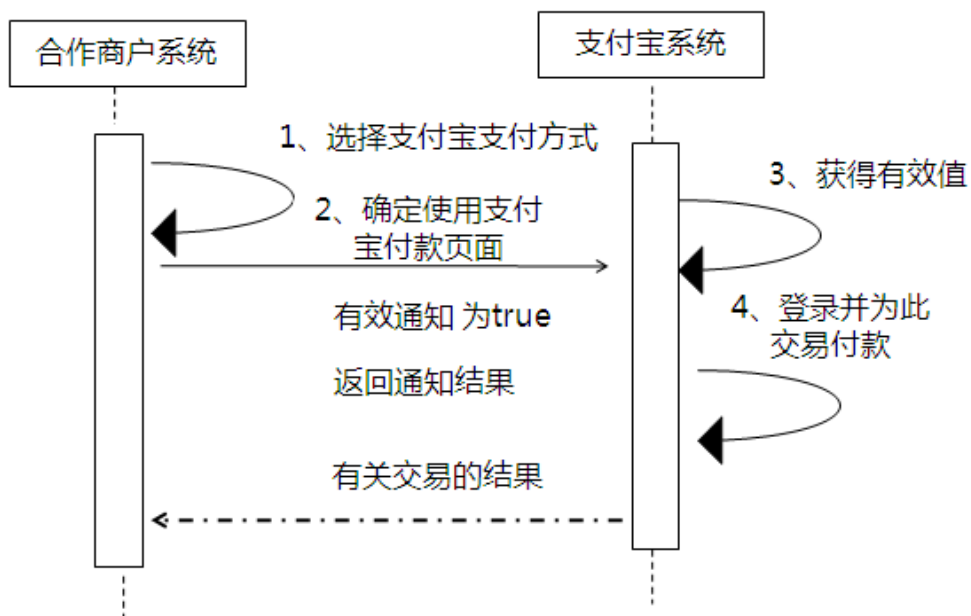 合作商户系统
支付宝系统
1、选择支付宝支付方式
2、确定使用支付
宝付款页面
3、获得有效值
有效通知 为true
4、登录并为此
交易付款
返回通知结果
有关交易的结果